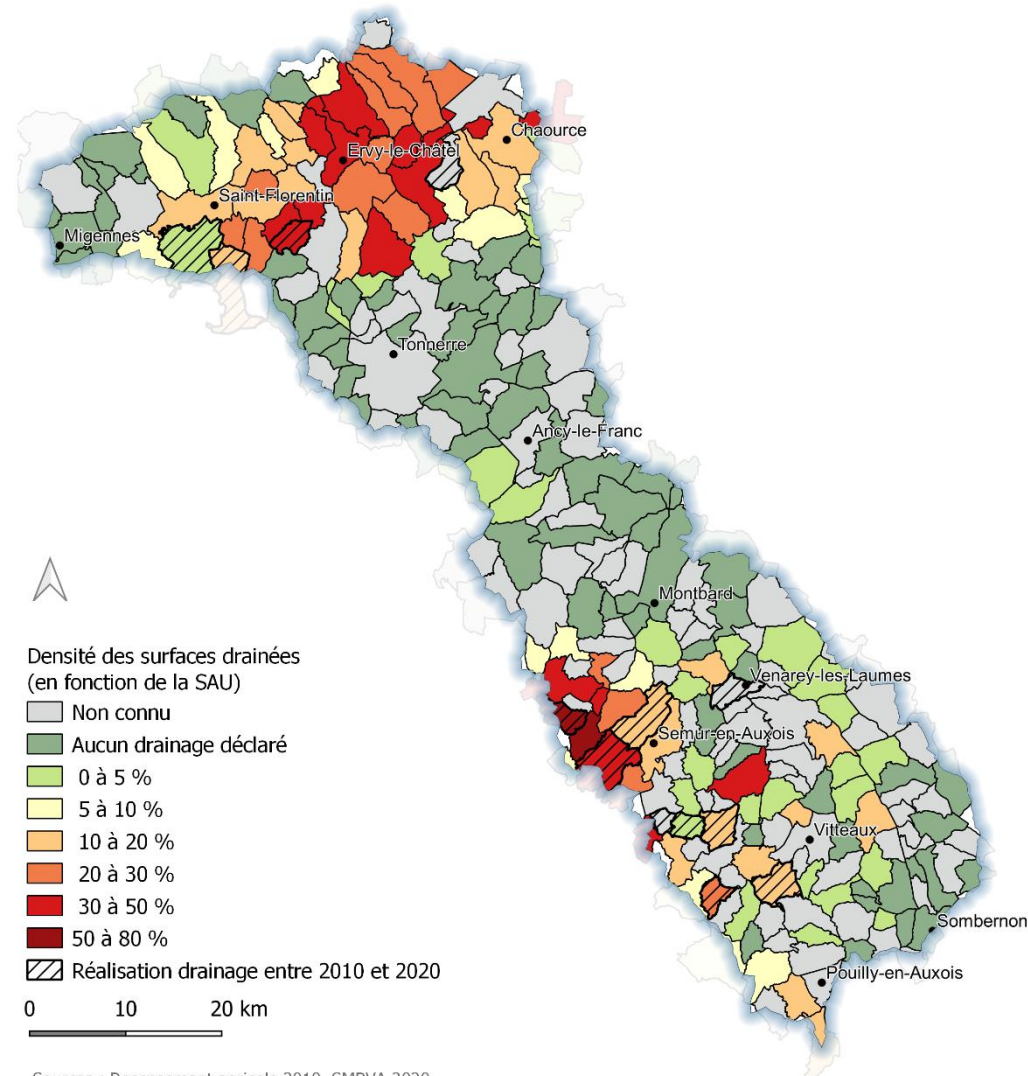 Chaource
Ervy-le-Châtel
Saint-Florentin
Migennes
Tonnerre
Ancy-le-Franc
Montbard
Venarey-les-Laumes
Semur-en-Auxois
Vitteaux
Sombernon
Pouilly-en-Auxois
Densité des surfaces drainées
(en fonction de la SAU)
Non connu
Aucun drainage déclaré
0 à 5 %
5 à 10 %
10 à 20 %
20 à 30 %
30 à 50 %
50 à 80 %
Réalisation drainage entre 2010 et 2020
0 10 20 km